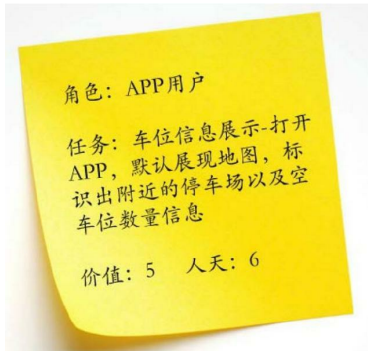 角色：APP用户
任务：车位信息展示-打开
APP，默认展现地图，标
识出附近的停车场以及空
车位数量信息
价值：5 人天：6